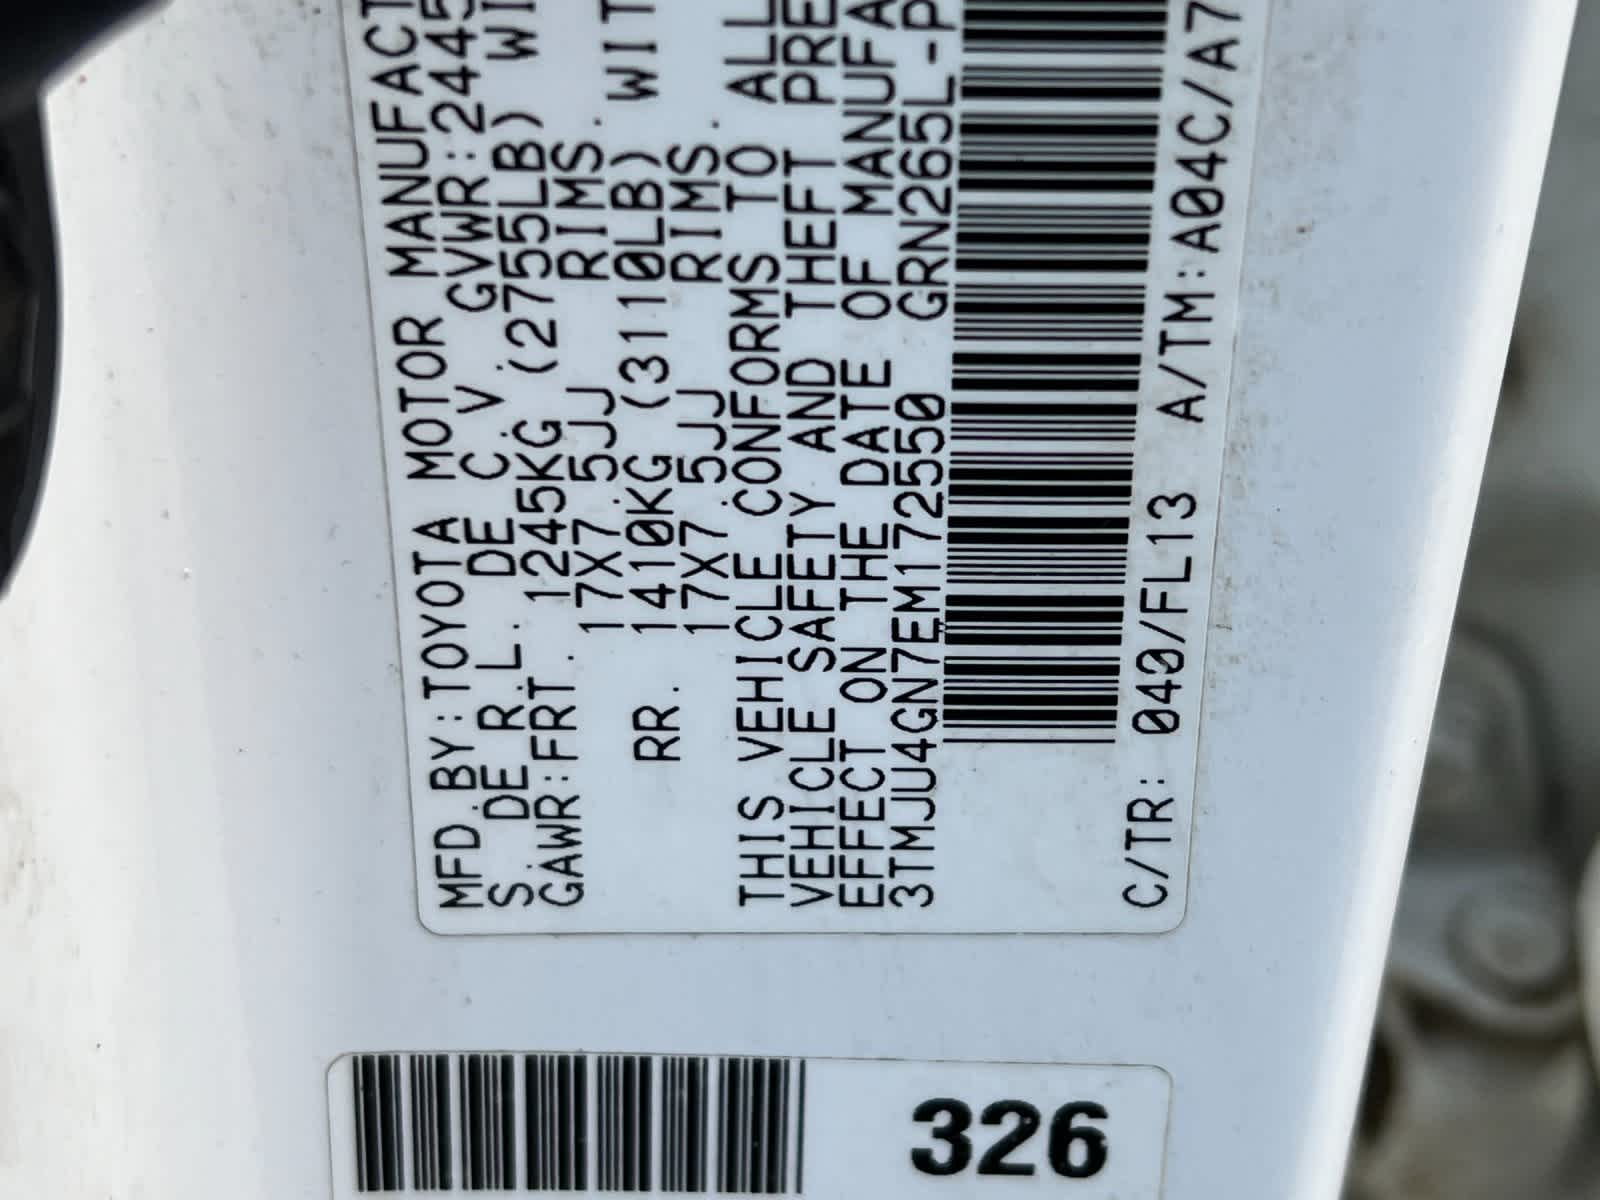 MFD.BY:TOYOTA MOTOR MANUFACT
S. DE R.L. DE C.V. GVWR:2445
GAWR:FRT. 1245KG (2755LB) WI
17X7.5JJ RIMS.
RR. 1410KG (3110LB) WIT
17X7.5JJ RIMS.
THIS VEHICLE CONFORMS TO ALL
VEHICLE SAFETY AND THEFT PRE
EFFECT ON THE DATE OF MANUFA
3TMJU4GN7EM172550 GRN265L-P
C/TR: 040/FL13 A/TM:A04C/A7
326